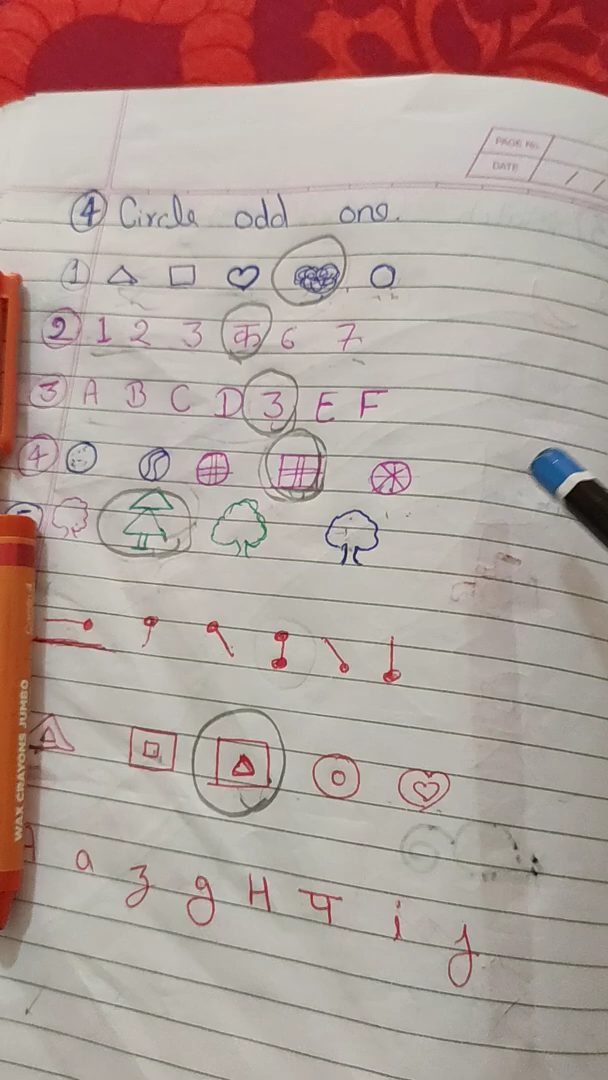 PAGE No.
DATE / /
④ Circle odd one.
①
② 1 2 3 क 6 7
③ A B C D 3 E F
④
a z g H प i j
WAX CRAYONS JUMBO